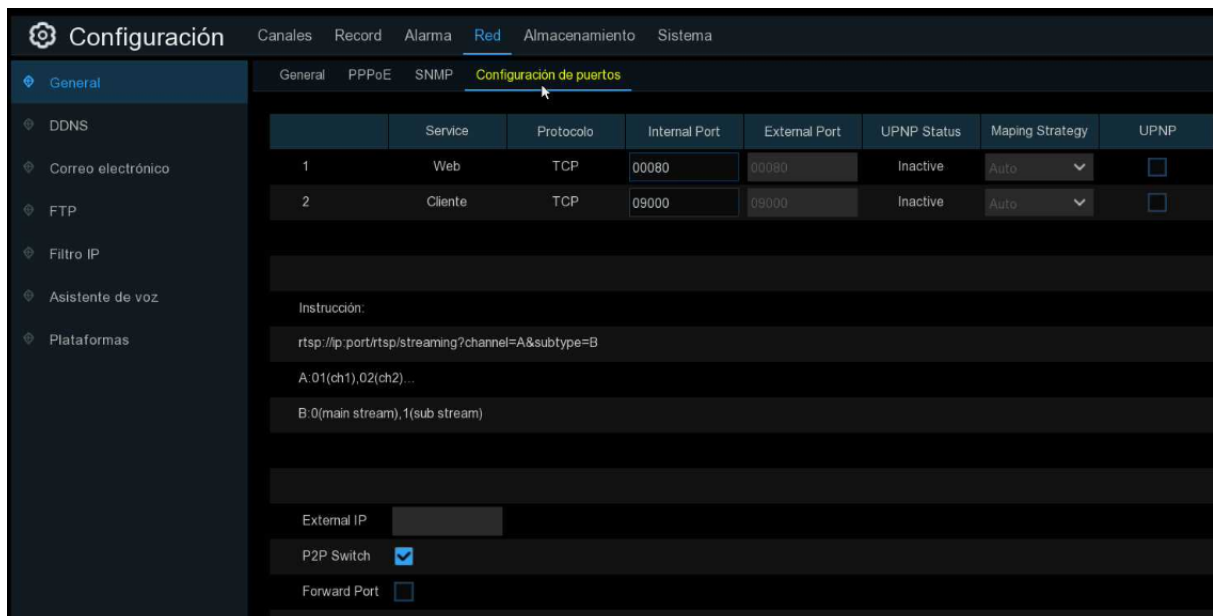 Configuración Canales Record Alarma Red Almacenamiento Sistema
General General PPPoE SNMP Configuración de puertos
DDNS
Correo electrónico
FTP
Filtro IP
Asistente de voz
Plataformas
Service Protocolo Internal Port External Port UPNP Status Maping Strategy UPNP
1 Web TCP 00080 00080 Inactive Auto
2 Cliente TCP 09000 09000 Inactive Auto
Instrucción:
rtsp://ip:port/rtsp/streaming?channel=A&subtype=B
A:01(ch1),02(ch2)...
B:0(main stream),1(sub stream)
External IP
P2P Switch
Forward Port